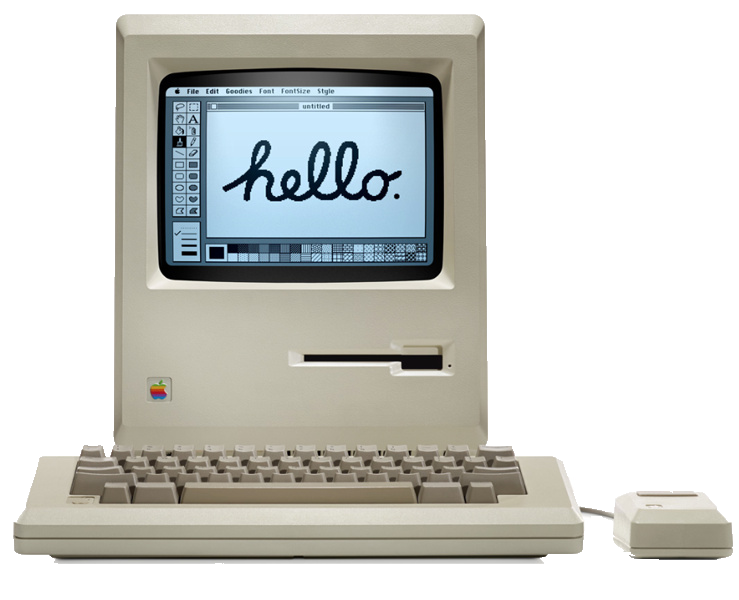 File Edit Goodies Font FontSize Style
untitled
A
hello.